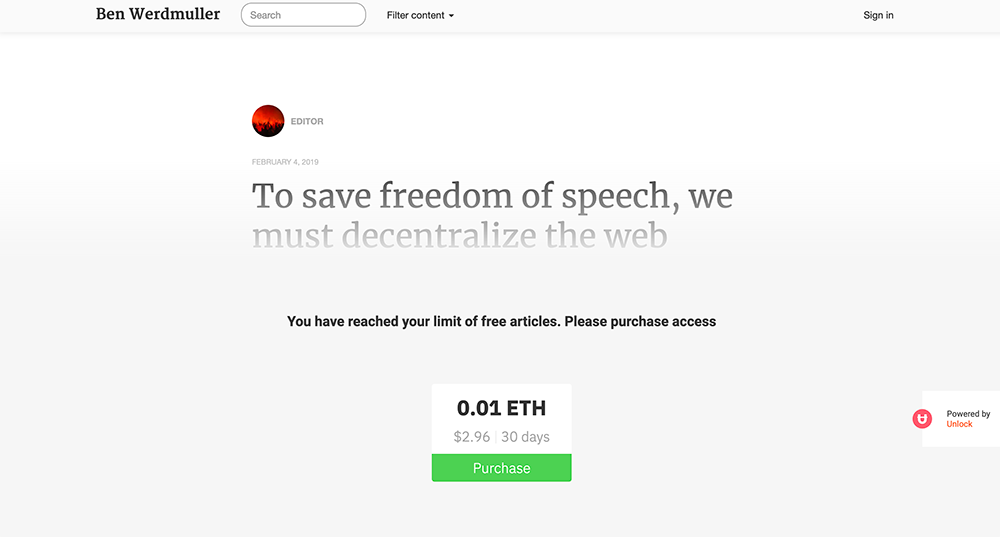 Ben Werdmuller Search Filter content Sign in
EDITOR
FEBRUARY 4, 2019
To save freedom of speech, we
must decentralize the web
You have reached your limit of free articles. Please purchase access
0.01 ETH
$2.96 | 30 days
Purchase
Powered by
Unlock